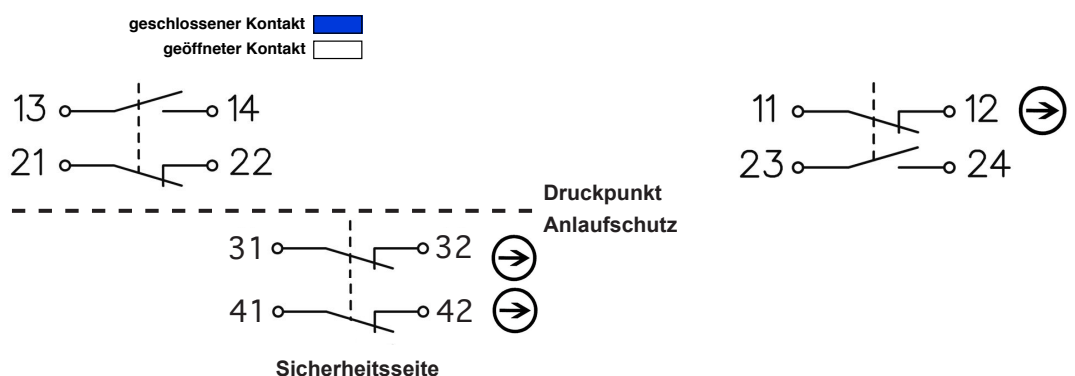 geschlossener Kontakt
geöffneter Kontakt
13 14
21 22
11 12
23 24
Druckpunkt
Anlaufschutz
31 32
41 42
Sicherheitsseite